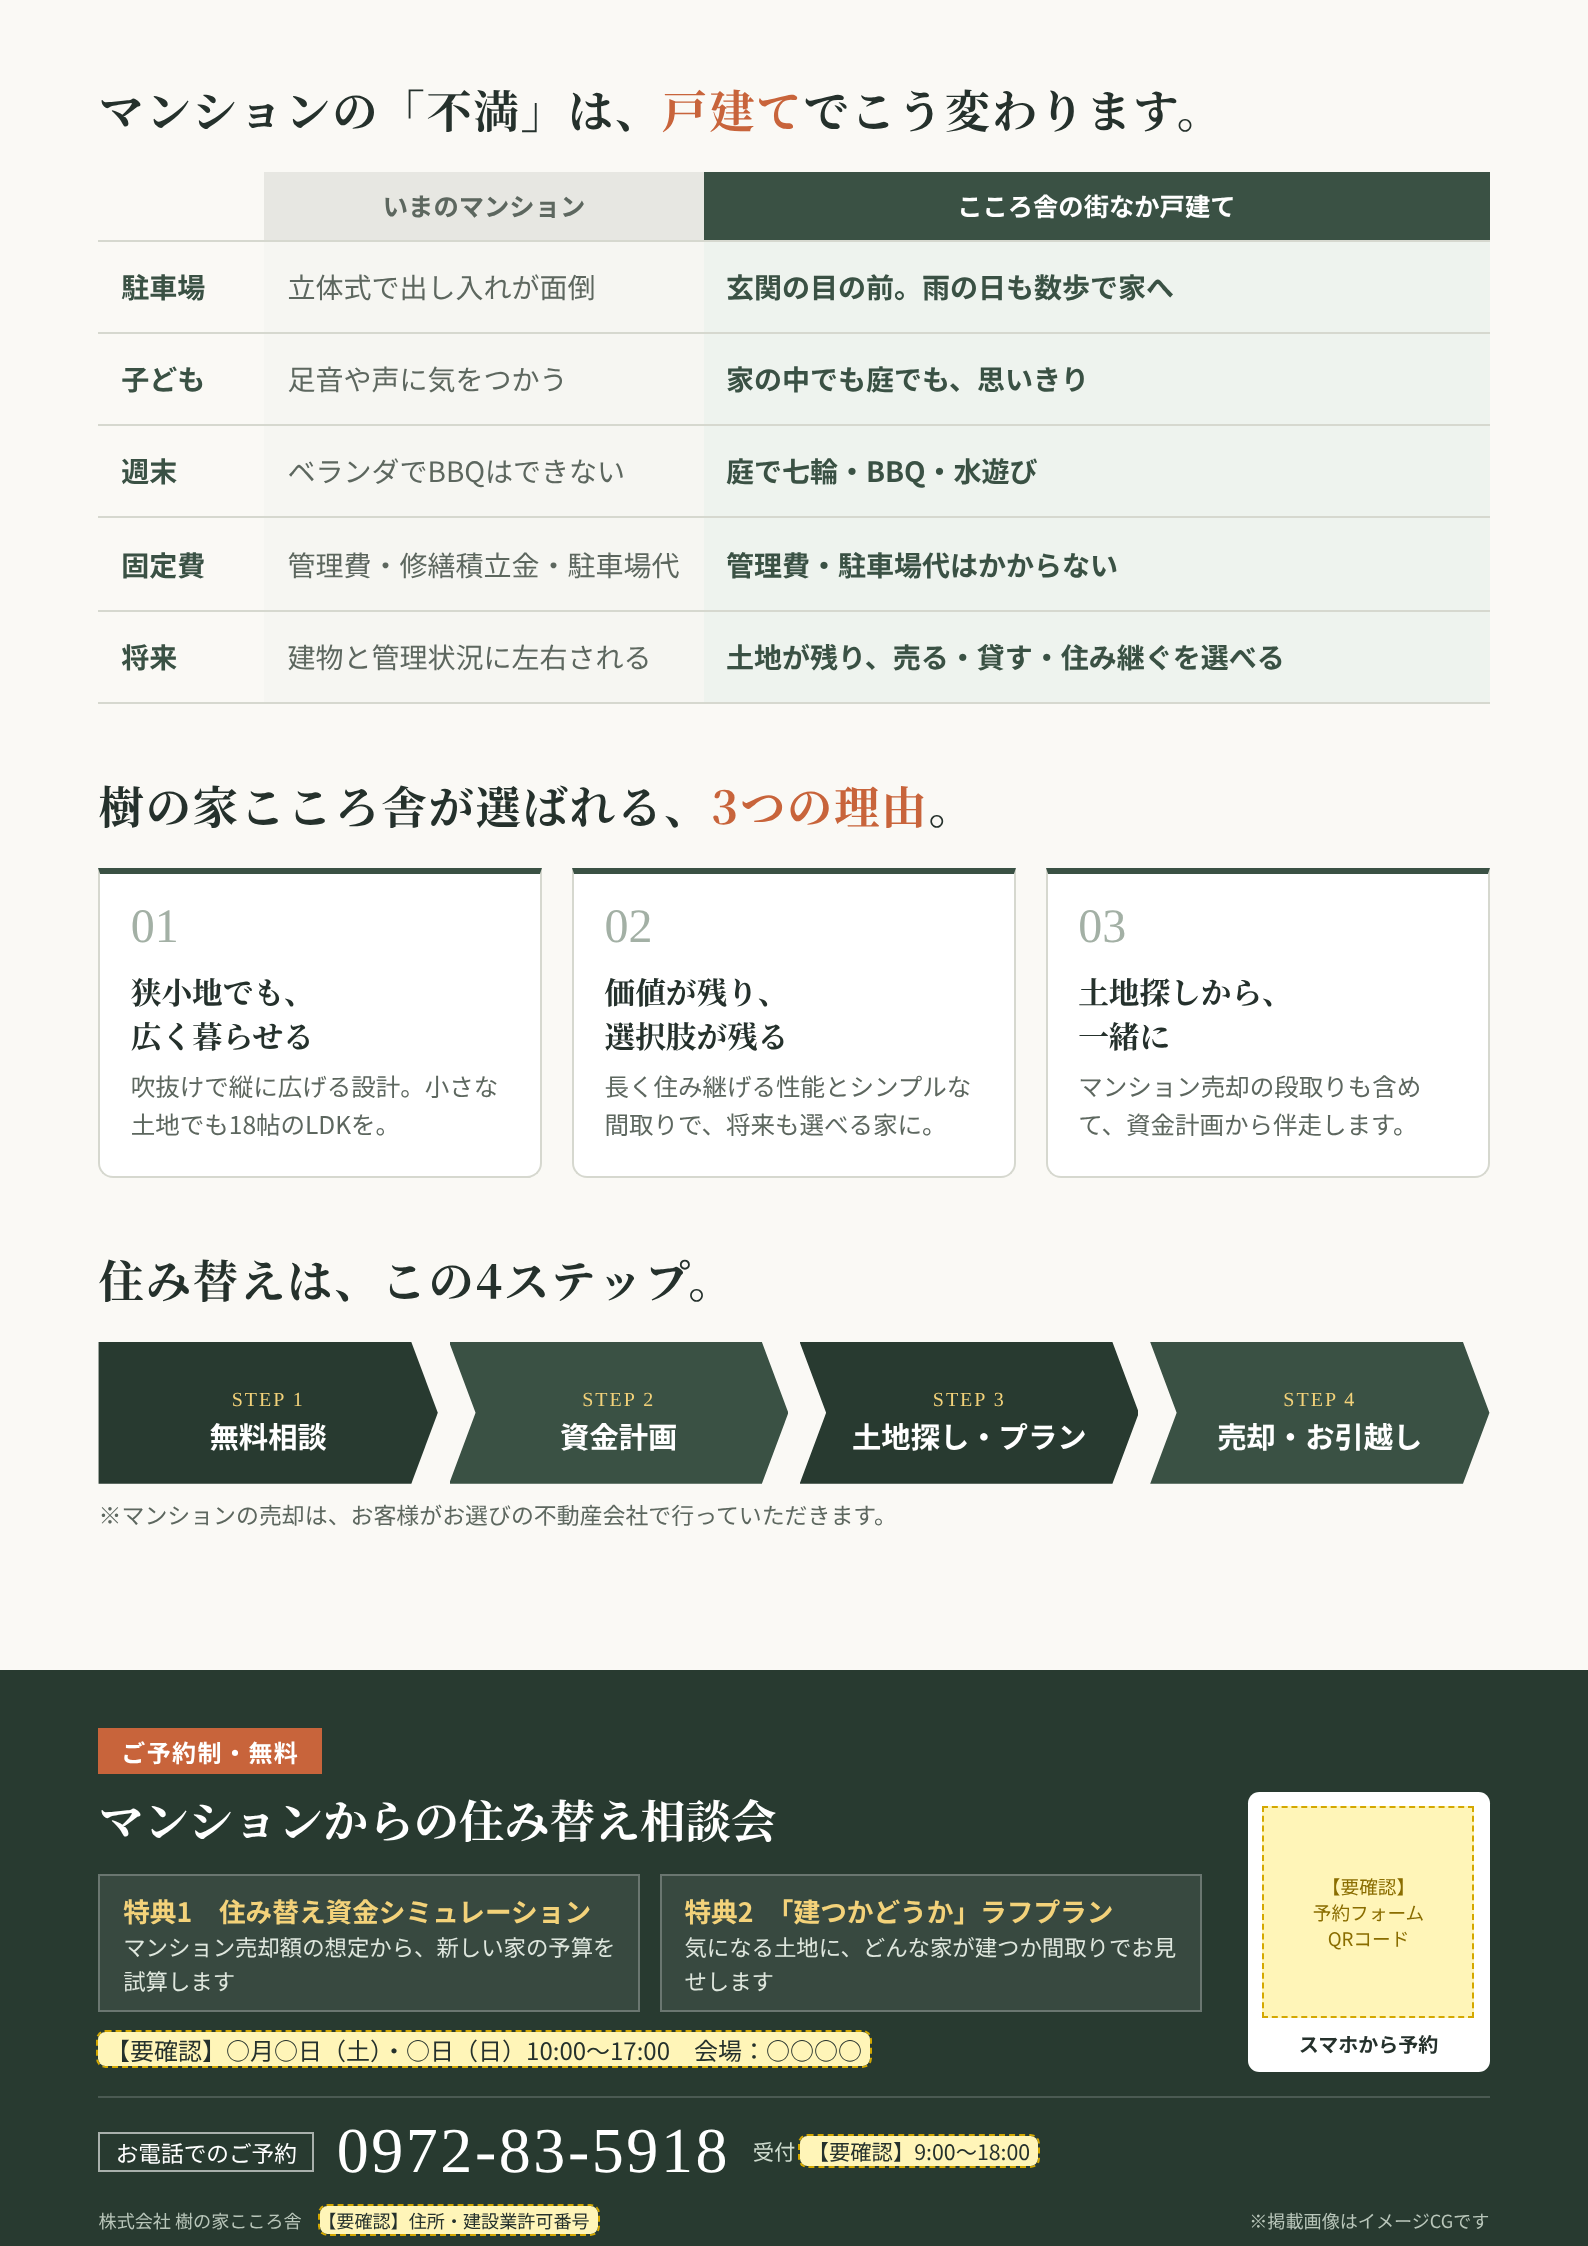 マンションの「不満」は、戸建てでこう変わります。
いまのマンション
こころ舎の街なか戸建て
駐車場
立体式で出し入れが面倒
玄関の目の前。雨の日も数歩で家へ
子ども
足音や声に気をつかう
家の中でも庭でも、思いきり
週末
ベランダでBBQはできない
庭で七輪・BBQ・水遊び
固定費
管理費・修繕積立金・駐車場代
管理費・駐車場代はかからない
将来
建物と管理状況に左右される
土地が残り、売る・貸す・住み継ぐを選べる
樹の家こころ舎が選ばれる、3つの理由。
01
狭小地でも、
広く暮らせる
吹抜けで縦に広げる設計。小さな
土地でも18帖のLDKを。
02
価値が残り、
選択肢が残る
長く住み継げる性能とシンプルな
間取りで、将来も選べる家に。
03
土地探しから、
一緒に
マンション売却の段取りも含め
て、資金計画から伴走します。
住み替えは、この4ステップ。
STEP 1
無料相談
STEP 2
資金計画
STEP 3
土地探し・プラン
STEP 4
売却・お引越し
※マンションの売却は、お客様がお選びの不動産会社で行っていただきます。
ご予約制・無料
マンションからの住み替え相談会
特典1　住み替え資金シミュレーション
マンション売却額の想定から、新しい家の予算を
試算します
特典2　「建つかどうか」ラフプラン
気になる土地に、どんな家が建つか間取りでお見
せします
【要確認】〇月〇日（土）・〇日（日）10:00〜17:00　会場：〇〇〇〇
【要確認】
予約フォーム
QRコード
スマホから予約
お電話でのご予約
0972-83-5918
受付【要確認】9:00〜18:00
株式会社 樹の家こころ舎
【要確認】住所・建設業許可番号
※掲載画像はイメージCGです